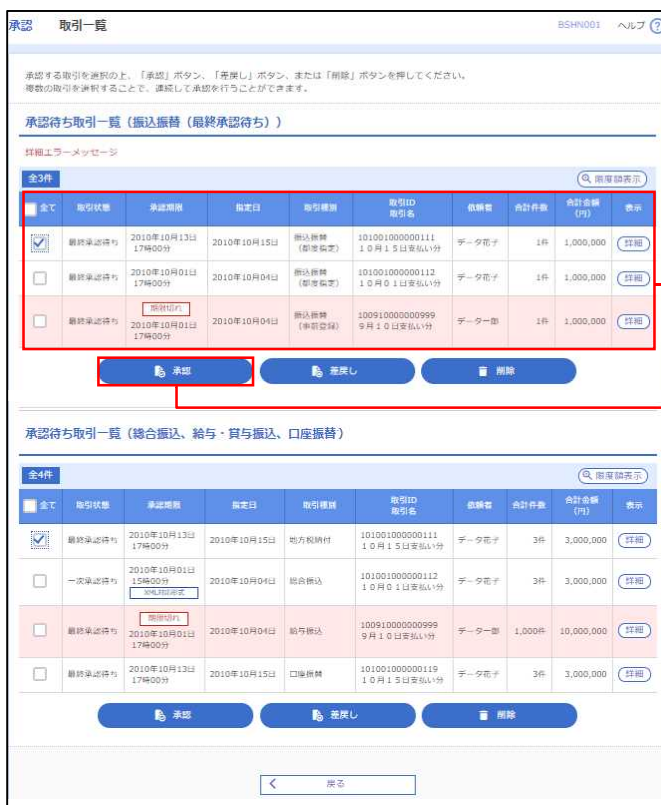 承認 取引一覧 BSHN001 ヘルプ ?
承認する取引を選択の上、「承認」ボタン、「差戻し」ボタン、または「削除」ボタンを押してください。
複数の取引を選択することで、連続して承認を行うことができます。
承認待ち取引一覧（振込振替（最終承認待ち））
詳細エラーメッセージ
全3件 限度額表示
全て 取引状態 承認期限 指定日 取引種別 取引ID 取引名 依頼者 合計件数 合計金額(円) 表示
最終承認待ち 2010年10月13日 17時00分 2010年10月15日 振込振替（都度指定） 101001000000111 10月15日支払い分 データ花子 1件 1,000,000 詳細
最終承認待ち 2010年10月01日 17時00分 2010年10月04日 振込振替（都度指定） 101001000000112 10月01日支払い分 データ花子 1件 1,000,000 詳細
最終承認待ち 期限切れ 2010年10月01日 17時00分 2010年10月04日 振込振替（事前登録） 100910000000999 9月10日支払い分 データ一郎 1件 1,000,000 詳細
承認 差戻し 削除
承認待ち取引一覧（総合振込、給与・賞与振込、口座振替）
全4件 限度額表示
全て 取引状態 承認期限 指定日 取引種別 取引ID 取引名 依頼者 合計件数 合計金額(円) 表示
最終承認待ち 2010年10月13日 17時00分 2010年10月15日 地方税納付 101001000000111 10月15日支払い分 データ花子 3件 3,000,000 詳細
一次承認待ち 2010年10月01日 15時00分 XML対応形式 2010年10月04日 総合振込 101001000000112 10月01日支払い分 データ花子 3件 3,000,000 詳細
最終承認待ち 期限切れ 2010年10月01日 17時00分 2010年10月04日 給与振込 100910000000999 9月10日支払い分 データ一郎 1,000件 10,000,000 詳細
最終承認待ち 2010年10月13日 17時00分 2010年10月15日 口座振替 101001000000119 10月15日支払い分 データ花子 3件 3,000,000 詳細
承認 差戻し 削除
戻る